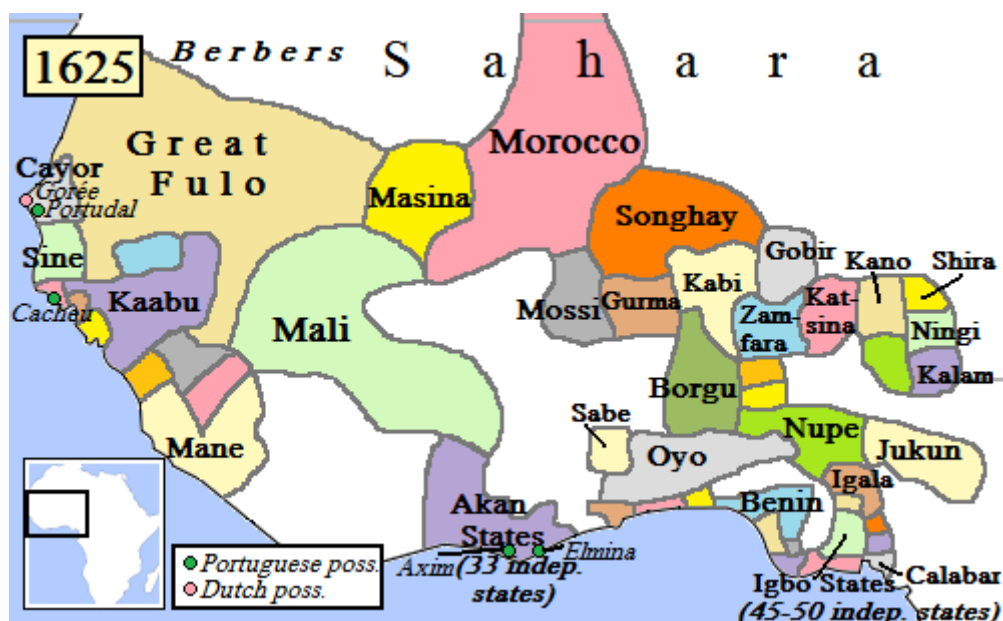 1625
Berbers
Sahara
Great
Fulo
Morocco
Cayor
Gorée
Portudal
Masina
Songhay
Gobir
Kano
Shira
Sine
Kaabu
Cacheu
Mali
Mossi
Gurma
Kabi
Zam-
fara
Kat-
sina
Ningi
Kalam
Borgu
Mane
Sabe
Oyo
Nupe
Jukun
Igala
Benin
Akan
States
Axim
Elmina
(33 indep.
states)
Igbo States
(45-50 indep. states)
Calabar
Portuguese poss.
Dutch poss.